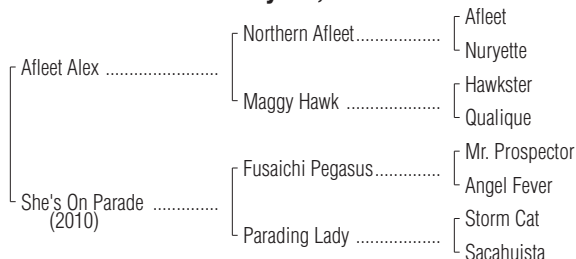 Afleet
Northern Afleet..................
Nuryette
Afleet Alex ........................
Hawkster
Maggy Hawk ....................
Qualique
Mr. Prospector
Fusaichi Pegasus..............
Angel Fever
She's On Parade ..............
(2010)
Storm Cat
Parading Lady ..................
Sacahuista